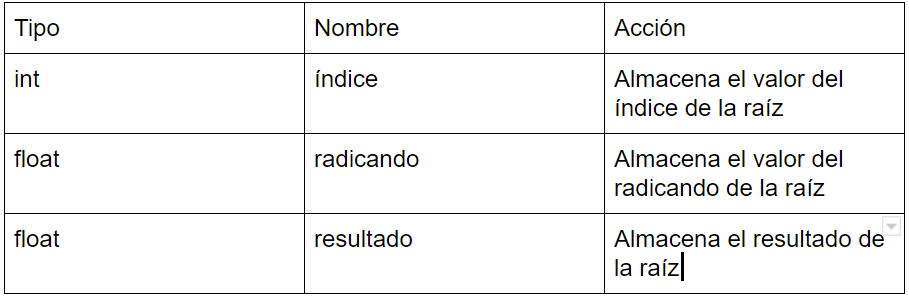 Tipo Nombre Acción
int índice Almacena el valor del
índice de la raíz
float radicando Almacena el valor del
radicando de la raíz
float resultado Almacena el resultado de
la raíz